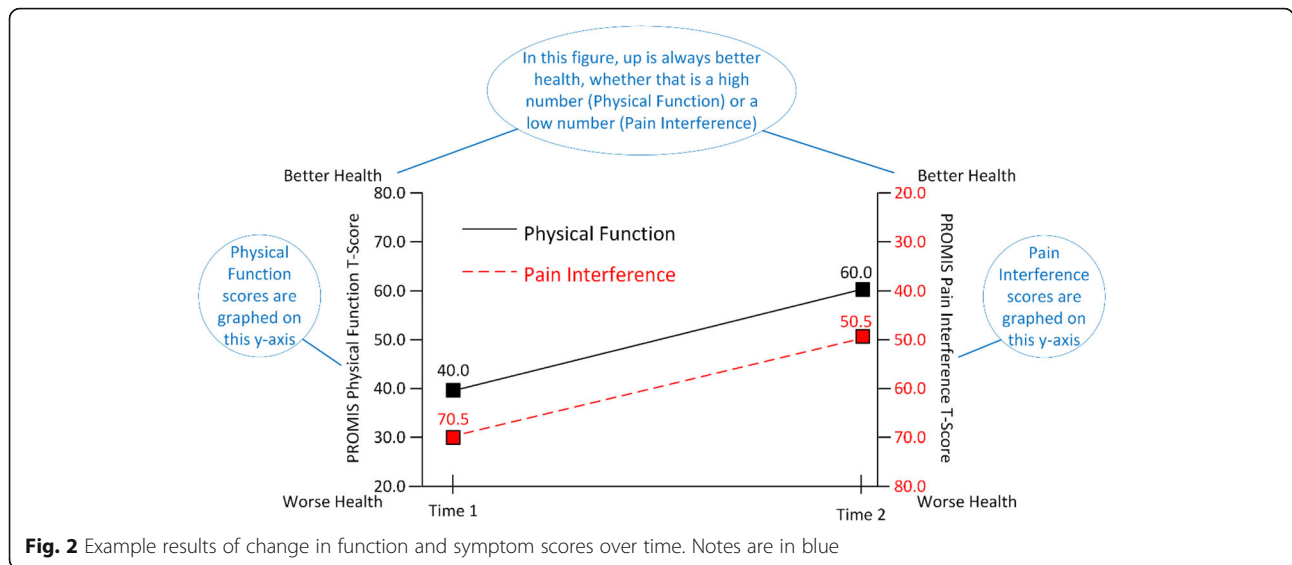 In this figure, up is always better
health, whether that is a high
number (Physical Function) or a
low number (Pain Interference)
Better Health
Better Health
80.0
70.0
60.0
50.0
40.0
30.0
20.0
PROMIS Physical Function T-Score
Physical
Function
scores are
graphed on
this y-axis
Physical Function
Pain Interference
40.0
70.5
60.0
50.5
20.0
30.0
40.0
50.0
60.0
70.0
80.0
PROMIS Pain Interference T-Score
Pain
Interference
scores are
graphed on
this y-axis
Worse Health
Worse Health
Time 1
Time 2
Fig. 2 Example results of change in function and symptom scores over time. Notes are in blue